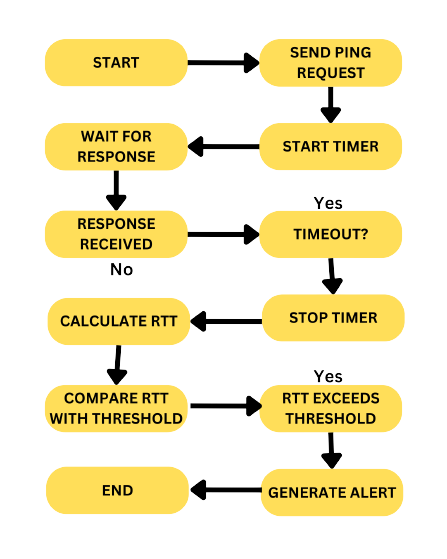 START
SEND PING
REQUEST
WAIT FOR
RESPONSE
START TIMER
RESPONSE
RECEIVED
No
Yes
TIMEOUT?
CALCULATE RTT
STOP TIMER
COMPARE RTT
WITH THRESHOLD
Yes
RTT EXCEEDS
THRESHOLD
END
GENERATE ALERT